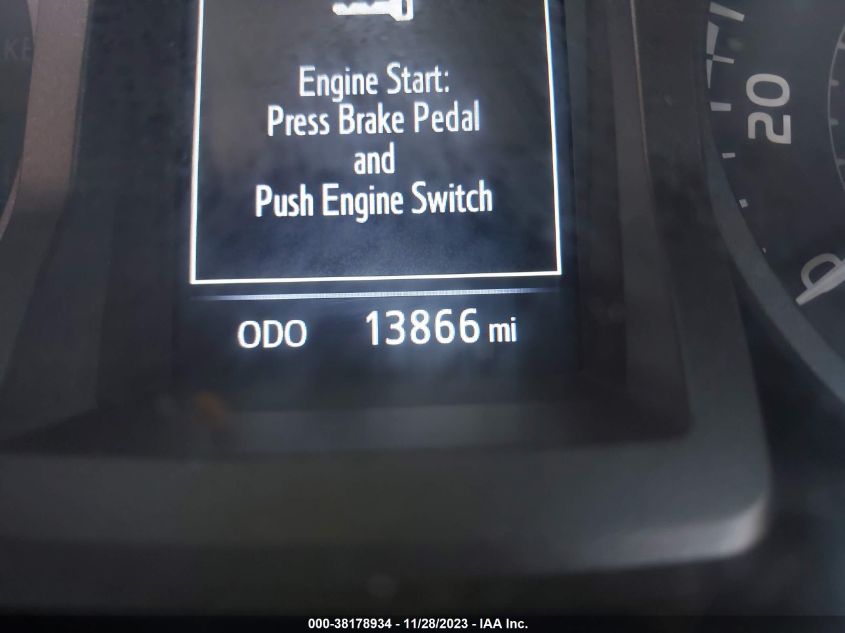 Engine Start:
Press Brake Pedal
and
Push Engine Switch
ODO 13866 mi
20
0
000-38178934 - 11/28/2023 - IAA Inc.